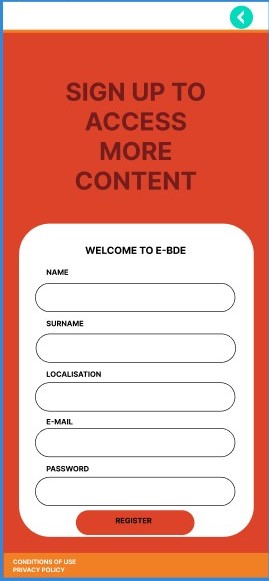 SIGN UP TO
ACCESS
MORE
CONTENT
WELCOME TO E-BDE
NAME
SURNAME
LOCALISATION
E-MAIL
PASSWORD
REGISTER
CONDITIONS OF USE
PRIVACY POLICY